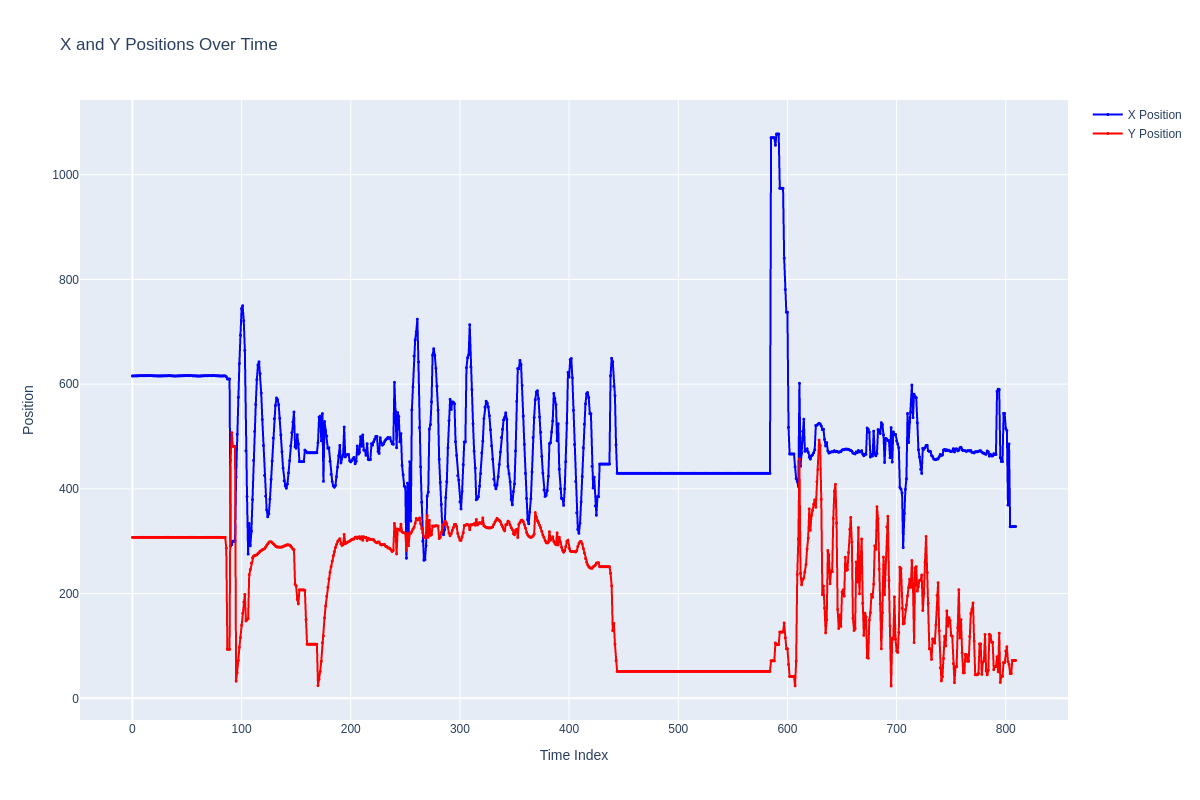 X and Y Positions Over Time
X Position
Y Position
1000
800
600
400
200
0
Position
0 100 200 300 400 500 600 700 800
Time Index